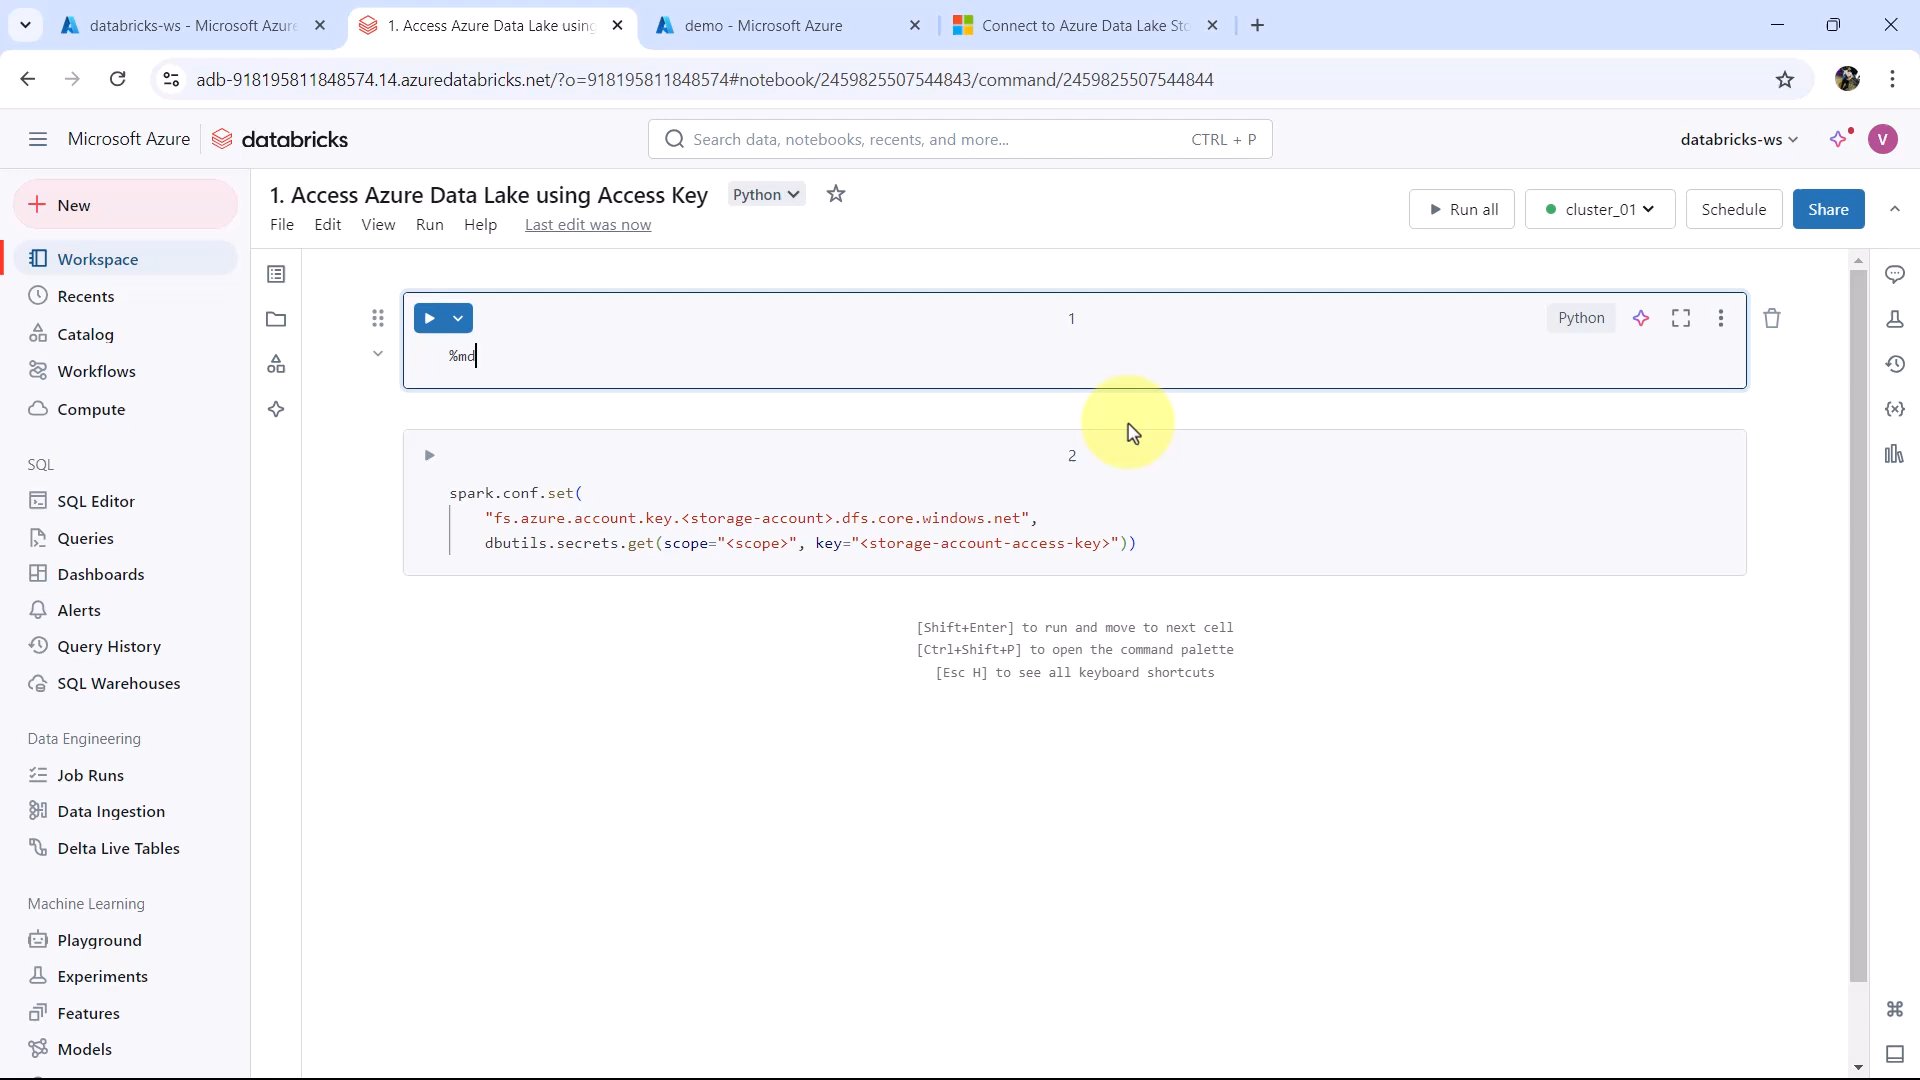 databricks-ws - Microsoft Azure
1. Access Azure Data Lake using
demo - Microsoft Azure
Connect to Azure Data Lake Sto
adb-918195811848574.14.azuredatabricks.net/?o=918195811848574#notebook/2459825507544843/command/2459825507544844
Microsoft Azure
databricks
Search data, notebooks, recents, and more...
CTRL + P
databricks-ws
V
New
Workspace
Recents
Catalog
Workflows
Compute
SQL
SQL Editor
Queries
Dashboards
Alerts
Query History
SQL Warehouses
Data Engineering
Job Runs
Data Ingestion
Delta Live Tables
Machine Learning
Playground
Experiments
Features
Models
1. Access Azure Data Lake using Access Key
Python
File Edit View Run Help Last edit was now
Run all
cluster_01
Schedule
Share
1
Python
%md
2
spark.conf.set(
"fs.azure.account.key.<storage-account>.dfs.core.windows.net",
dbutils.secrets.get(scope="<scope>", key="<storage-account-access-key>"))
[Shift+Enter] to run and move to next cell
[Ctrl+Shift+P] to open the command palette
[Esc H] to see all keyboard shortcuts